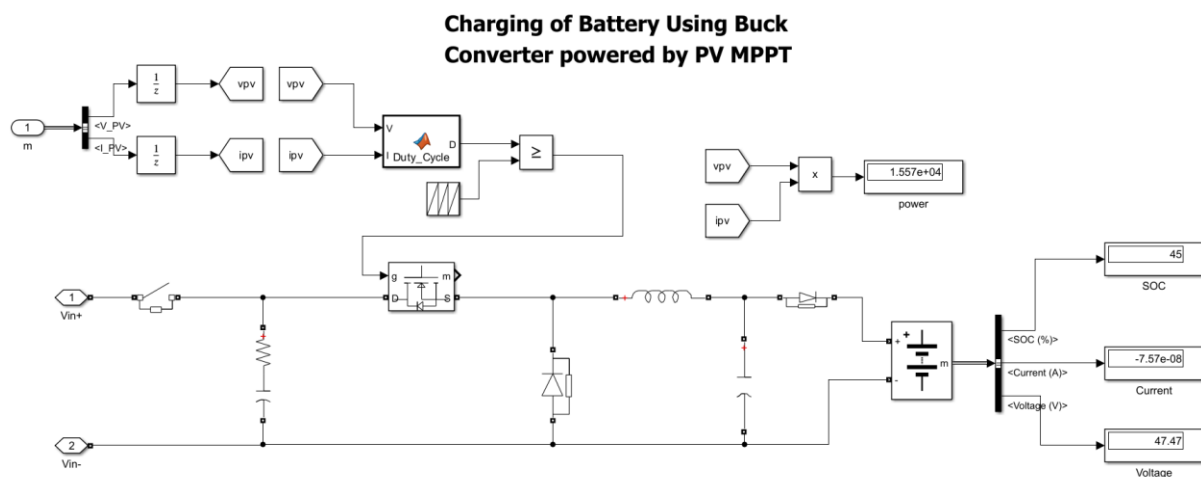 Charging of Battery Using Buck
Converter powered by PV MPPT
1
m
<V_PV>
<I_PV>
1
z
1
z
vpv
vpv
ipv
ipv
V
I
D
Duty_Cycle
≥
vpv
ipv
x
1.557e+04
power
g
m
D
S
1
Vin+
2
Vin-
+
+
-
m
<SOC (%)>
<Current (A)>
<Voltage (V)>
45
SOC
-7.57e-08
Current
47.47
Voltage